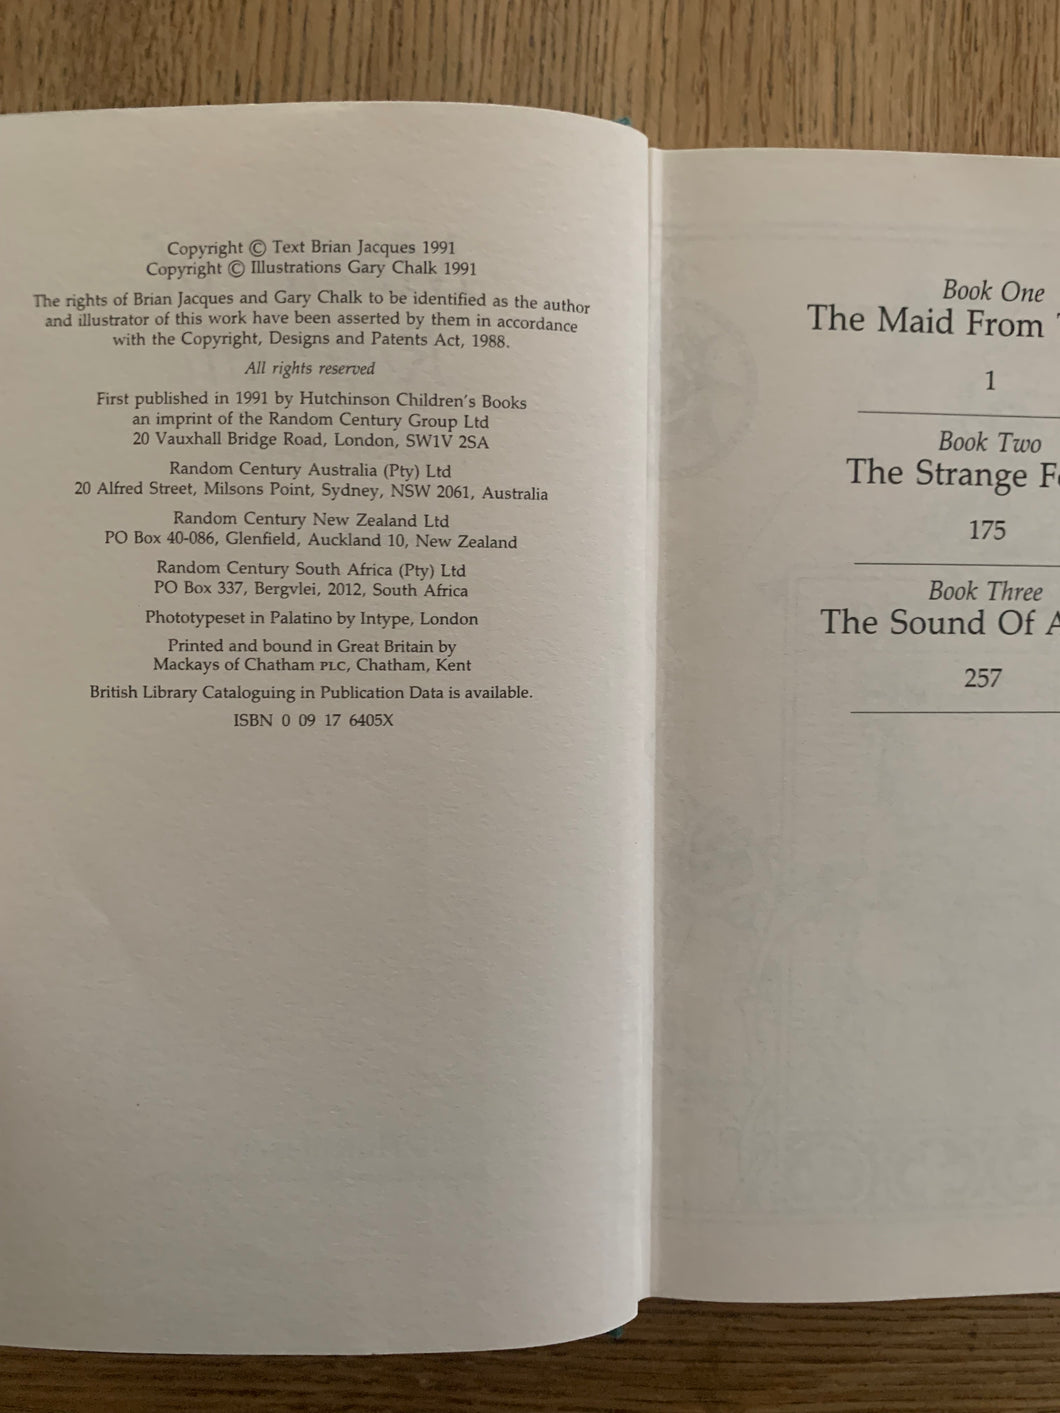 Copyright © Text Brian Jacques 1991
Copyright © Illustrations Gary Chalk 1991
The rights of Brian Jacques and Gary Chalk to be identified as the author
and illustrator of this work have been asserted by them in accordance
with the Copyright, Designs and Patents Act, 1988.
All rights reserved
First published in 1991 by Hutchinson Children's Books
an imprint of the Random Century Group Ltd
20 Vauxhall Bridge Road, London, SW1V 2SA
Random Century Australia (Pty) Ltd
20 Alfred Street, Milsons Point, Sydney, NSW 2061, Australia
Random Century New Zealand Ltd
PO Box 40-086, Glenfield, Auckland 10, New Zealand
Random Century South Africa (Pty) Ltd
PO Box 337, Bergvlei, 2012, South Africa
Phototypeset in Palatino by Intype, London
Printed and bound in Great Britain by
Mackays of Chatham PLC, Chatham, Kent
British Library Cataloguing in Publication Data is available.
ISBN 0 09 17 6405X
Book One
The Maid From
1
Book Two
The Strange
175
Book Three
The Sound Of
257